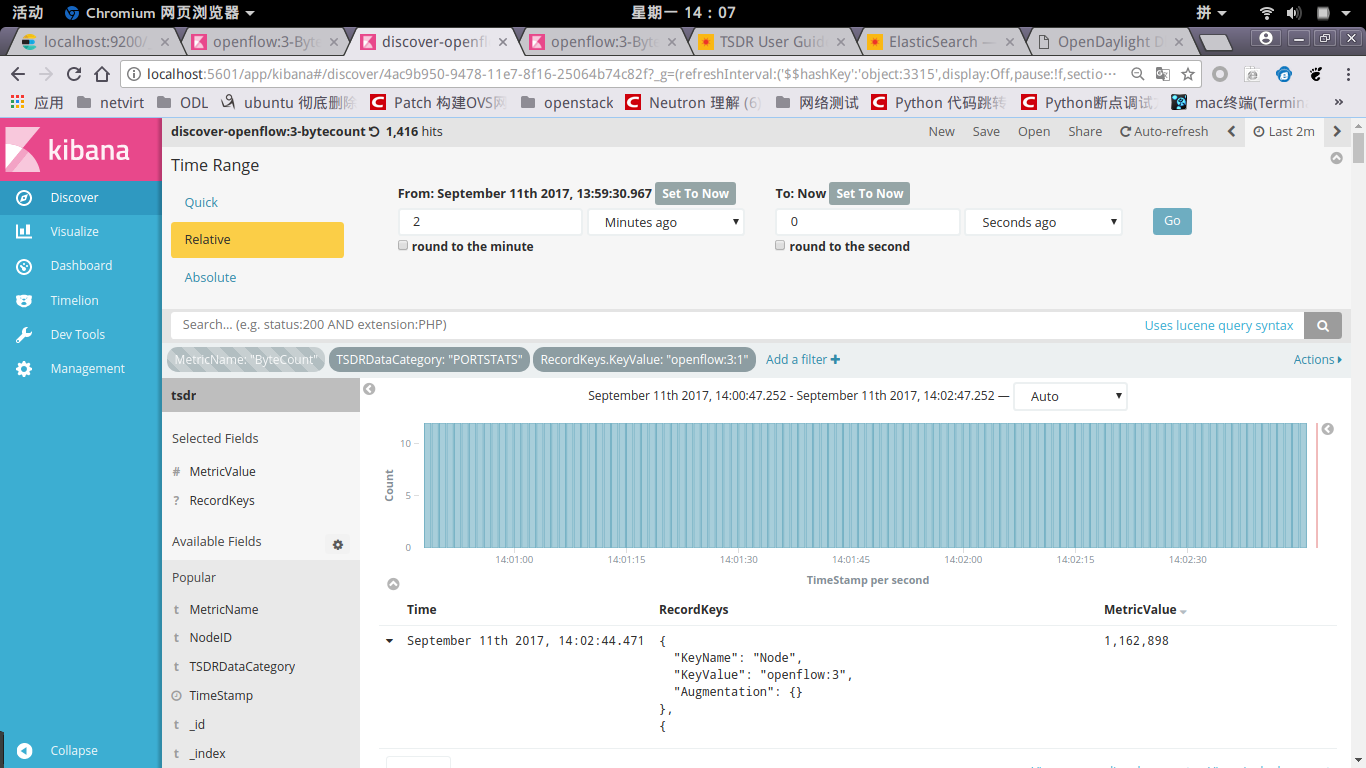 活动 Chromium 网页浏览器 星期一 14：07 拼
localhost:9200/ openflow:3-Byte discover-openfl openflow:3-Byte TSDR User Guid ElasticSearch — OpenDaylight D
localhost:5601/app/kibana#/discover/4ac9b950-9478-11e7-8f16-25064b74c82f?_g=(refreshInterval:('$$hashKey':'object:3315',display:Off,pause:!f,sectio…
应用 netvirt ODL ubuntu 彻底删除 Patch 构建OVS网 openstack Neutron 理解 (6) 网络测试 Python 代码跳转 Python断点调试 mac终端(Termin »
kibana
discover-openflow:3-bytecount 1,416 hits New Save Open Share Auto-refresh Last 2m
Time Range
Quick
Relative
Absolute
From: September 11th 2017, 13:59:30.967 Set To Now
2 Minutes ago
round to the minute
To: Now Set To Now
0 Seconds ago
round to the second
Go
Discover
Visualize
Dashboard
Timelion
Dev Tools
Management
Collapse
Search... (e.g. status:200 AND extension:PHP) Uses lucene query syntax
MetricName: "ByteCount" TSDRDataCategory: "PORTSTATS" RecordKeys.KeyValue: "openflow:3:1" Add a filter + Actions
tsdr
Selected Fields
# MetricValue
? RecordKeys
Available Fields
Popular
t MetricName
t NodeID
t TSDRDataCategory
TimeStamp
t _id
t _index
September 11th 2017, 14:00:47.252 - September 11th 2017, 14:02:47.252 — Auto
Count
10
5
0
14:01:00 14:01:15 14:01:30 14:01:45 14:02:00 14:02:15 14:02:30
TimeStamp per second
Time RecordKeys MetricValue
September 11th 2017, 14:02:44.471 { 1,162,898
"KeyName": "Node",
"KeyValue": "openflow:3",
"Augmentation": {}
},
{